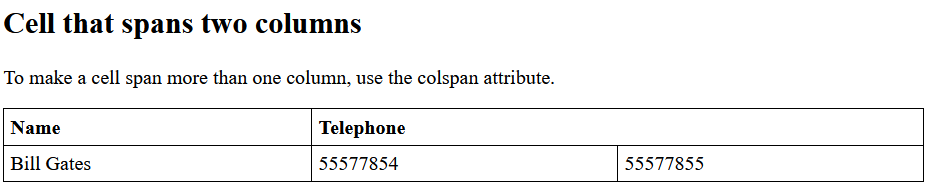 Cell that spans two columns
To make a cell span more than one column, use the colspan attribute.
Name Telephone
Bill Gates 55577854 55577855